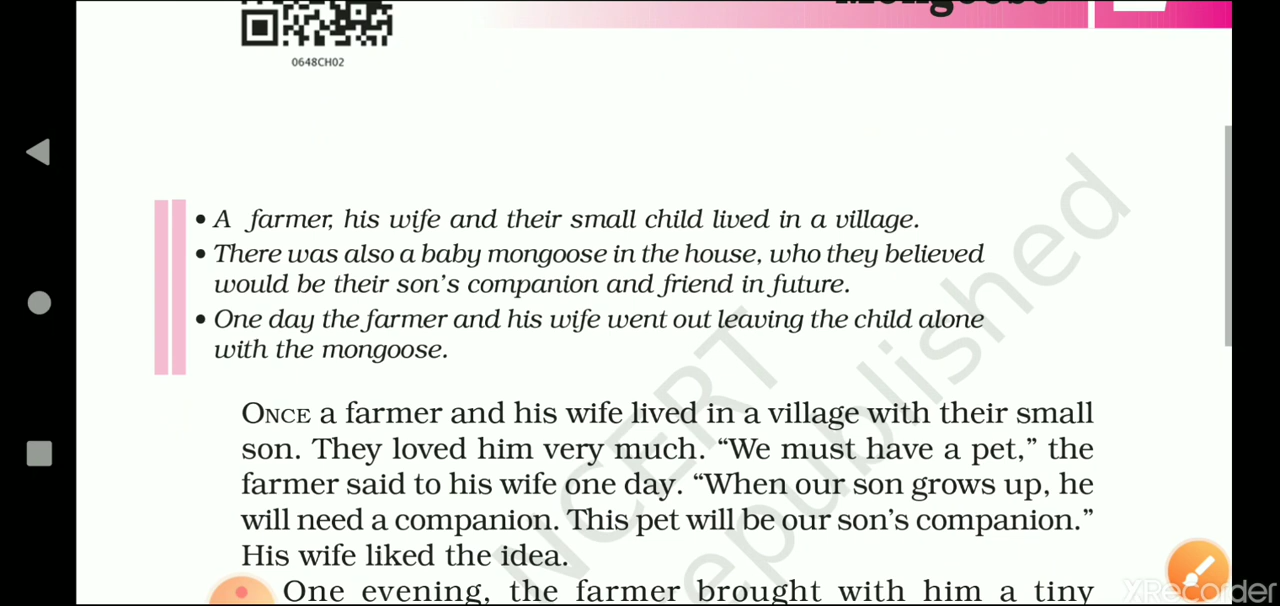 Mongoose
0648CH02
• A farmer, his wife and their small child lived in a village.
• There was also a baby mongoose in the house, who they believed
would be their son's companion and friend in future.
• One day the farmer and his wife went out leaving the child alone
with the mongoose.
ONCE a farmer and his wife lived in a village with their small
son. They loved him very much. “We must have a pet,” the
farmer said to his wife one day. “When our son grows up, he
will need a companion. This pet will be our son's companion.”
His wife liked the idea.
One evening, the farmer brought with him a tiny
NCERT
republished
XRecorder